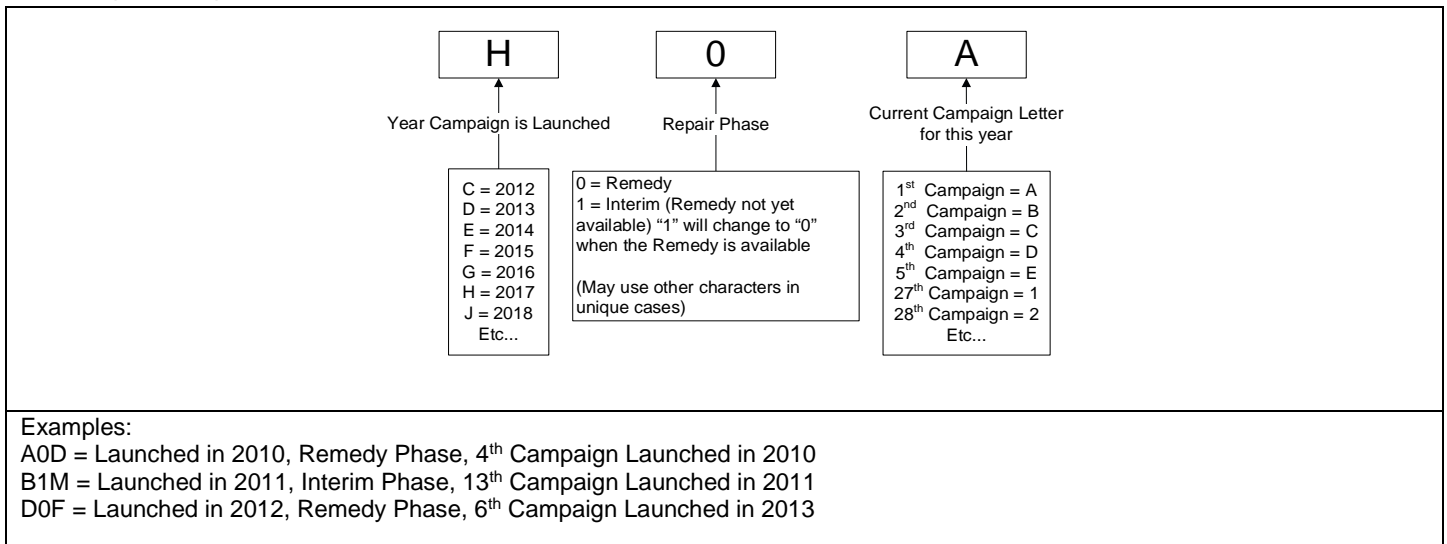 H 0 A
Year Campaign is Launched
Repair Phase
Current Campaign Letter
for this year
C = 2012
D = 2013
E = 2014
F = 2015
G = 2016
H = 2017
J = 2018
Etc...
0 = Remedy
1 = Interim (Remedy not yet
available) “1” will change to “0”
when the Remedy is available
(May use other characters in
unique cases)
1st Campaign = A
2nd Campaign = B
3rd Campaign = C
4th Campaign = D
5th Campaign = E
27th Campaign = 1
28th Campaign = 2
Etc...
Examples:
A0D = Launched in 2010, Remedy Phase, 4th Campaign Launched in 2010
B1M = Launched in 2011, Interim Phase, 13th Campaign Launched in 2011
D0F = Launched in 2012, Remedy Phase, 6th Campaign Launched in 2013